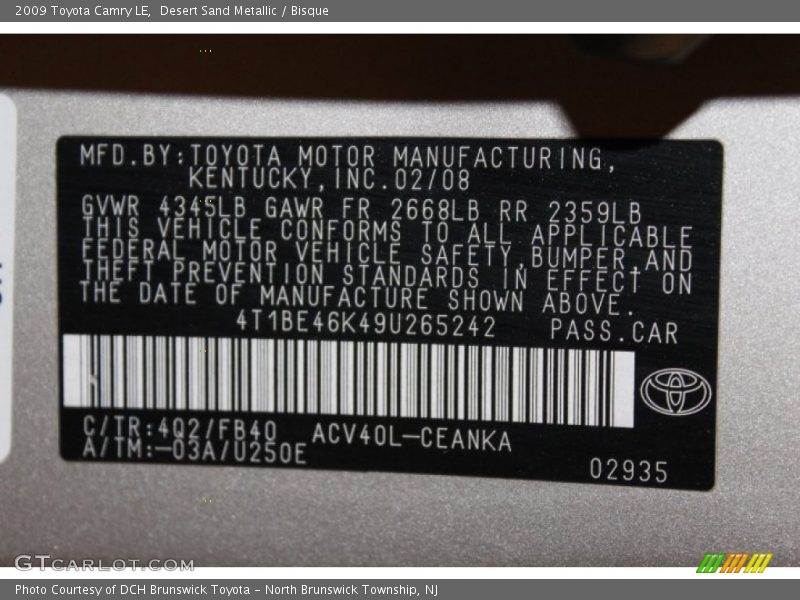 2009 Toyota Camry LE, Desert Sand Metallic / Bisque
MFD.BY:TOYOTA MOTOR MANUFACTURING,
KENTUCKY,INC.02/08
GVWR 4345LB GAWR FR 2668LB RR 2359LB
THIS VEHICLE CONFORMS TO ALL APPLICABLE
FEDERAL MOTOR VEHICLE SAFETY,BUMPER AND
THEFT PREVENTION STANDARDS IN EFFECT ON
THE DATE OF MANUFACTURE SHOWN ABOVE.
4T1BE46K49U265242 PASS.CAR
C/TR:4Q2/FB40 ACV40L-CEANKA
A/TM:-03A/U250E
02935
GTCARLOT.COM
Photo Courtesy of DCH Brunswick Toyota - North Brunswick Township, NJ